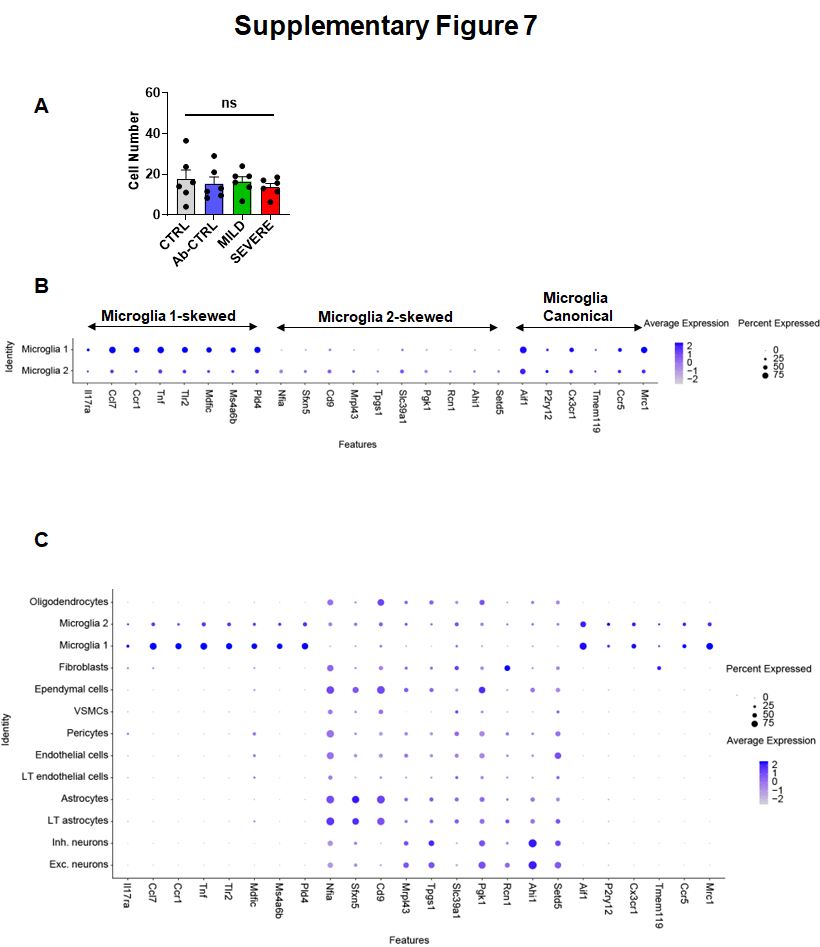 Supplementary Figure 7
A
60
40
20
0
Cell Number
ns
CTRL
Ab-CTRL
MILD
SEVERE
B
Microglia 1-skewed
Microglia 2-skewed
Microglia
Canonical
Identity
Microglia 1
Microglia 2
Il17ra
Ccl7
Ccr1
Tnf
Tlr2
Mdfic
Ms4a6b
Pld4
Nfia
Sfxn5
Cd9
Mrpl43
Tpgs1
Slc39a1
Pgk1
Rcn1
Ahi1
Setd5
Aif1
P2ry12
Cx3cr1
Tmem119
Ccr5
Mrc1
Features
Average Expression
2
1
0
−1
−2
Percent Expressed
0
25
50
75
C
Identity
Oligodendrocytes
Microglia 2
Microglia 1
Fibroblasts
Ependymal cells
VSMCs
Pericytes
Endothelial cells
LT endothelial cells
Astrocytes
LT astrocytes
Inh. neurons
Exc. neurons
Il17ra
Ccl7
Ccr1
Tnf
Tlr2
Mdfic
Ms4a6b
Pld4
Nfia
Sfxn5
Cd9
Mrpl43
Tpgs1
Slc39a1
Pgk1
Rcn1
Ahi1
Setd5
Aif1
P2ry12
Cx3cr1
Tmem119
Ccr5
Mrc1
Features
Percent Expressed
0
25
50
75
Average Expression
2
1
0
−1
−2